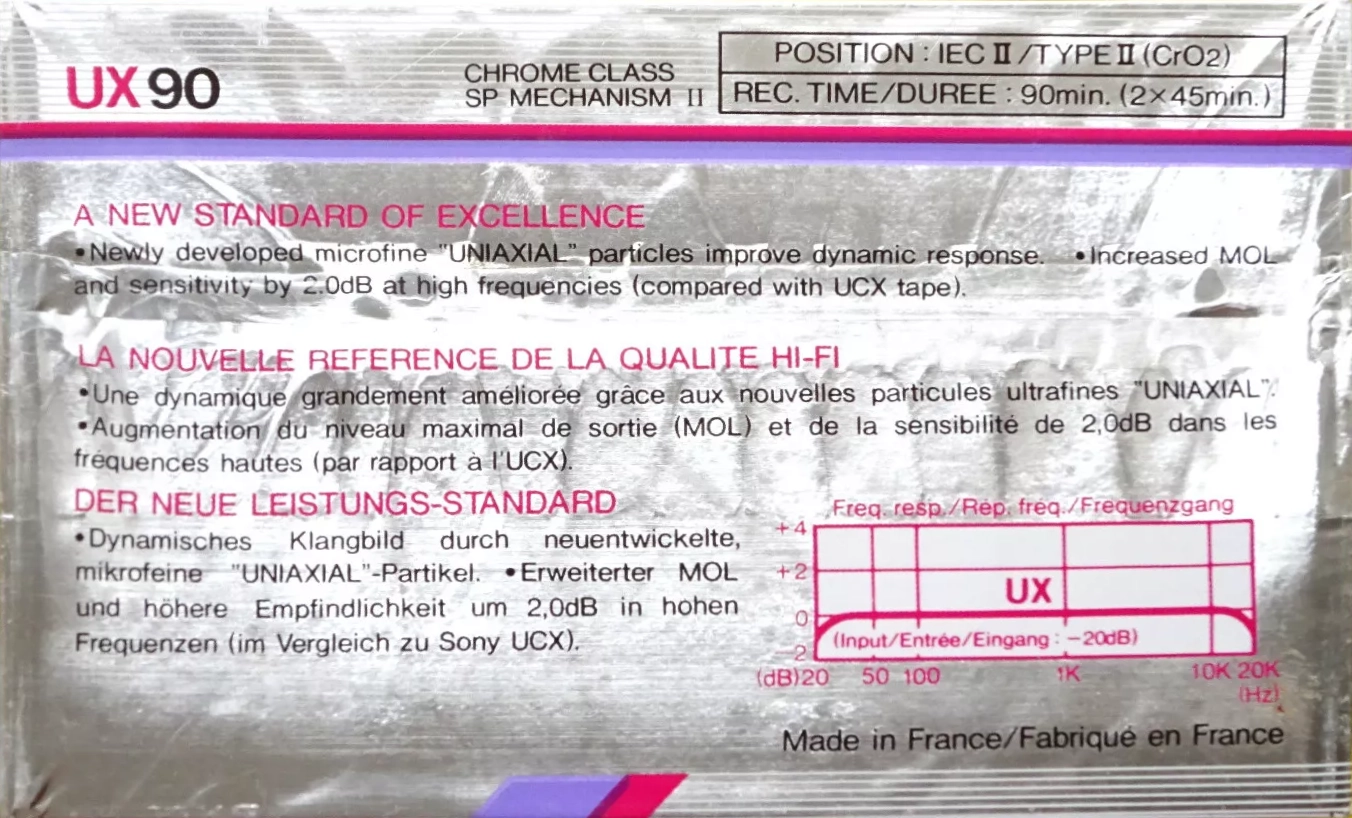 UX 90
CHROME CLASS
SP MECHANISM II
POSITION : IEC II / TYPE II (CrO2)
REC. TIME/DUREE : 90min. (2×45min.)
A NEW STANDARD OF EXCELLENCE
•Newly developed microfine "UNIAXIAL" particles improve dynamic response. •Increased MOL
and sensitivity by 2.0dB at high frequencies (compared with UCX tape).
LA NOUVELLE REFERENCE DE LA QUALITE HI-FI
•Une dynamique grandement améliorée grâce aux nouvelles particules ultrafines "UNIAXIAL".
•Augmentation du niveau maximal de sortie (MOL) et de la sensibilité de 2,0dB dans les
fréquences hautes (par rapport à l'UCX).
DER NEUE LEISTUNGS-STANDARD
•Dynamisches Klangbild durch neuentwickelte,
mikrofeine "UNIAXIAL"-Partikel. •Erweiterter MOL
und höhere Empfindlichkeit um 2,0dB in hohen
Frequenzen (im Vergleich zu Sony UCX).
Freq. resp./Rép. fréq./Frequenzgang
+4
+2
0
-2
UX
(Input/Entrée/Eingang : -20dB)
(dB) 20 50 100 1K 10K 20K
(Hz)
Made in France/Fabriqué en France